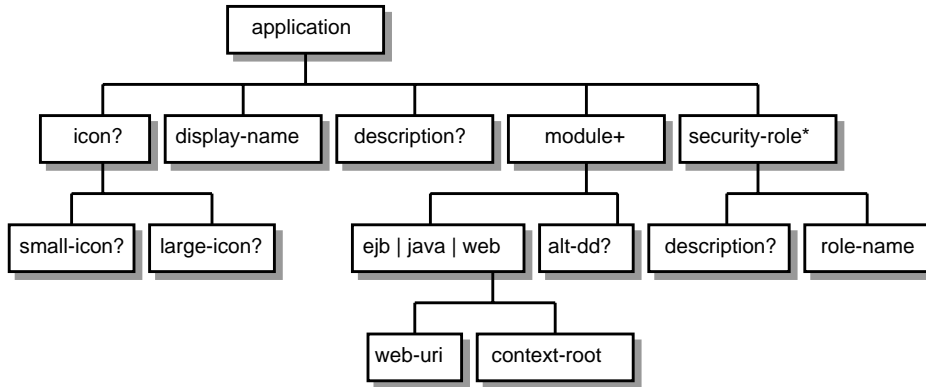 application
icon?
display-name
description?
module+
security-role*
small-icon?
large-icon?
ejb | java | web
alt-dd?
description?
role-name
web-uri
context-root